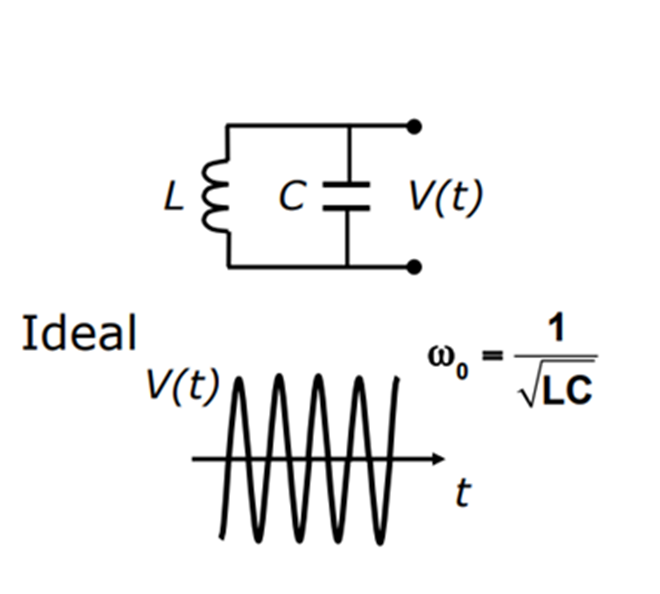 L C V(t)
Ideal
V(t)
ω₀ = 1/√LC
t